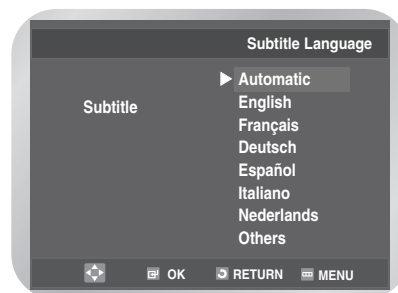 Subtitle Language
Subtitle
Automatic
English
Français
Deutsch
Español
Italiano
Nederlands
Others
OK RETURN MENU